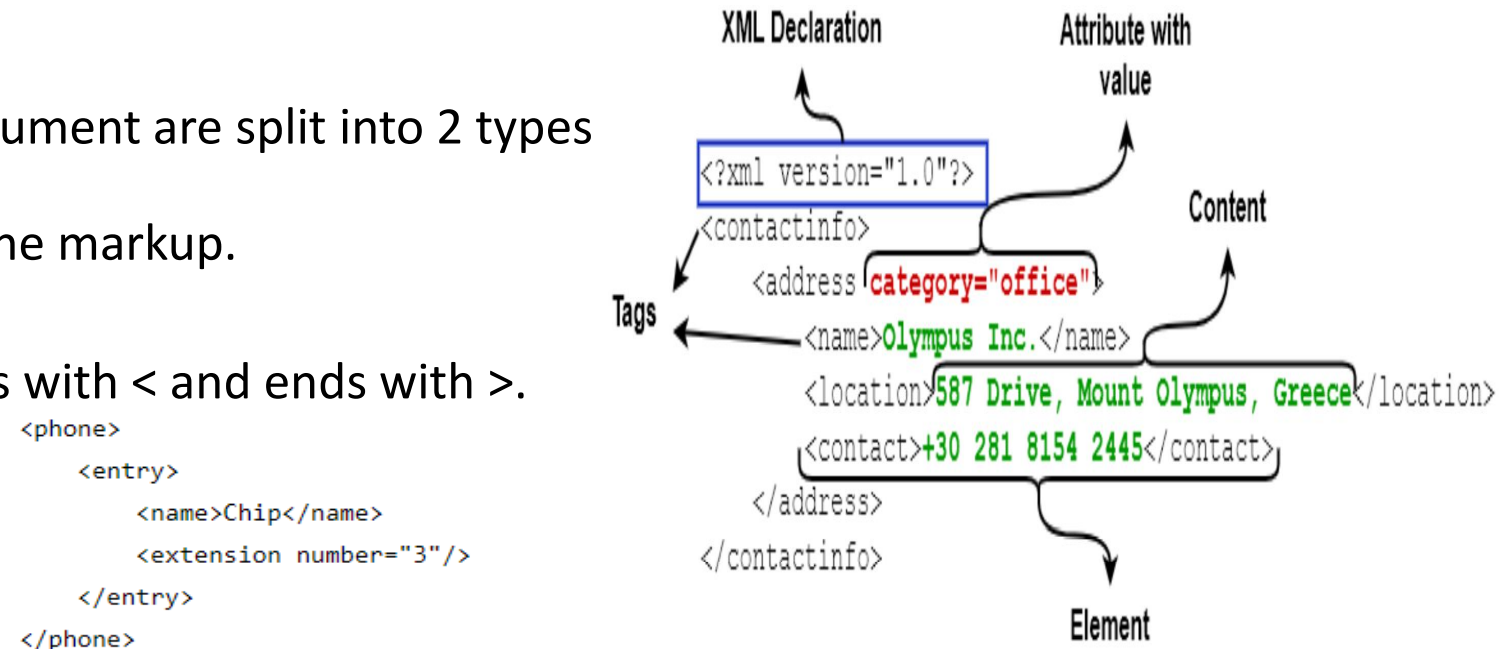 ument are split into 2 types
ne markup.
s with < and ends with >.
<phone>
<entry>
<name>Chip</name>
<extension number="3"/>
</entry>
</phone>
XML Declaration
Attribute with
value
<?xml version="1.0"?>
<contactinfo>
Content
<address category="office">
Tags
<name>Olympus Inc.</name>
<location>587 Drive, Mount Olympus, Greece</location>
<contact>+30 281 8154 2445</contact>
</address>
</contactinfo>
Element